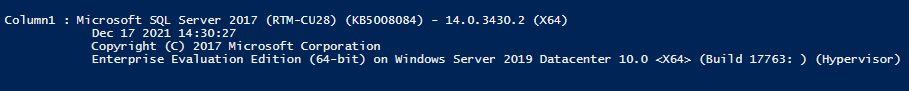 Column1 : Microsoft SQL Server 2017 (RTM-CU28) (KB5008084) - 14.0.3430.2 (X64)
Dec 17 2021 14:30:27
Copyright (C) 2017 Microsoft Corporation
Enterprise Evaluation Edition (64-bit) on Windows Server 2019 Datacenter 10.0 <X64> (Build 17763: ) (Hypervisor)